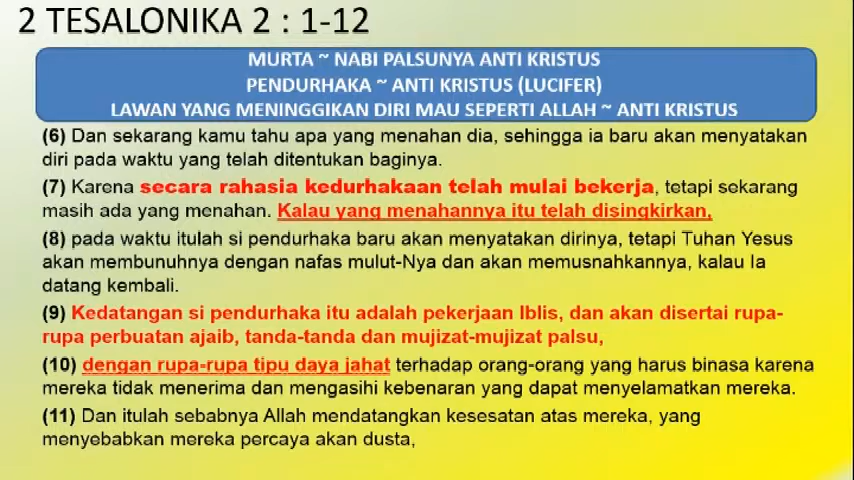 2 TESALONIKA 2 : 1-12
MURTA ~ NABI PALSUNYA ANTI KRISTUS
PENDURHAKA ~ ANTI KRISTUS (LUCIFER)
LAWAN YANG MENINGGIKAN DIRI MAU SEPERTI ALLAH ~ ANTI KRISTUS
(6) Dan sekarang kamu tahu apa yang menahan dia, sehingga ia baru akan menyatakan
diri pada waktu yang telah ditentukan baginya.
(7) Karena secara rahasia kedurhakaan telah mulai bekerja, tetapi sekarang
masih ada yang menahan. Kalau yang menahannya itu telah disingkirkan,
(8) pada waktu itulah si pendurhaka baru akan menyatakan dirinya, tetapi Tuhan Yesus
akan membunuhnya dengan nafas mulut-Nya dan akan memusnahkannya, kalau Ia
datang kembali.
(9) Kedatangan si pendurhaka itu adalah pekerjaan Iblis, dan akan disertai rupa-
rupa perbuatan ajaib, tanda-tanda dan mujizat-mujizat palsu,
(10) dengan rupa-rupa tipu daya jahat terhadap orang-orang yang harus binasa karena
mereka tidak menerima dan mengasihi kebenaran yang dapat menyelamatkan mereka.
(11) Dan itulah sebabnya Allah mendatangkan kesesatan atas mereka, yang
menyebabkan mereka percaya akan dusta,